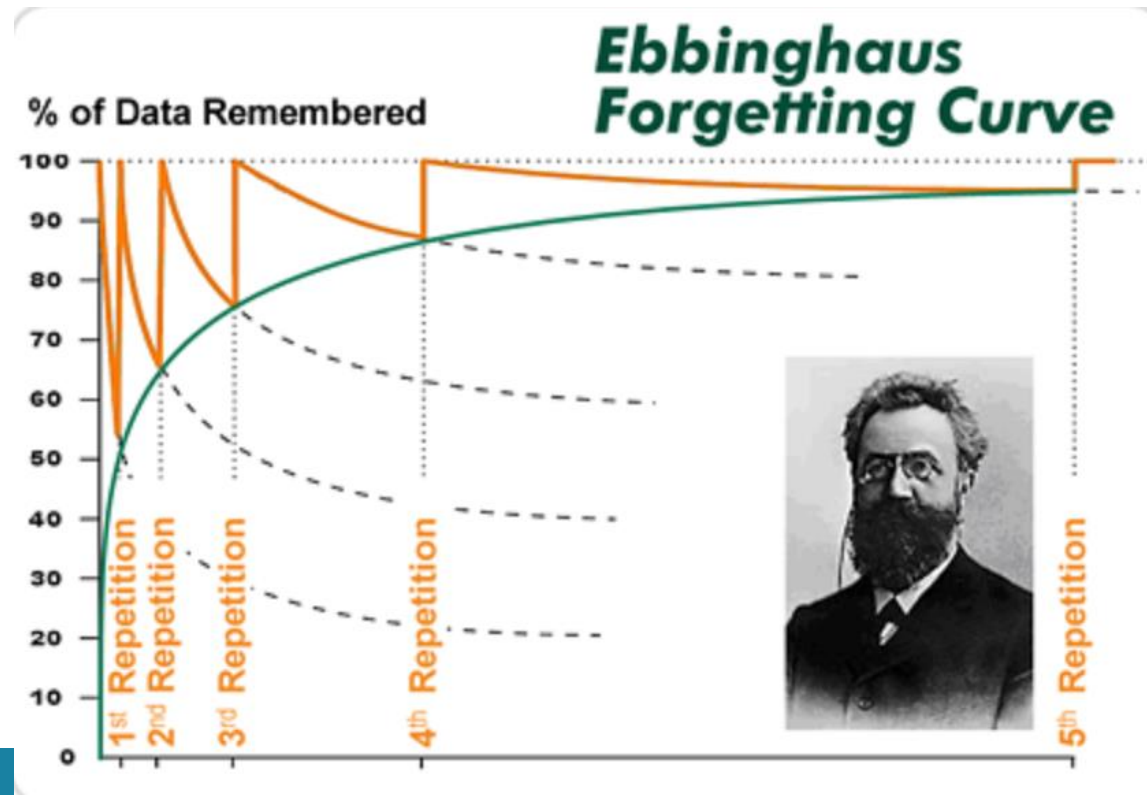 Ebbinghaus
Forgetting Curve
% of Data Remembered
100
90
80
70
60
50
40
30
20
10
0
1st Repetition
2nd Repetition
3rd Repetition
4th Repetition
5th Repetition